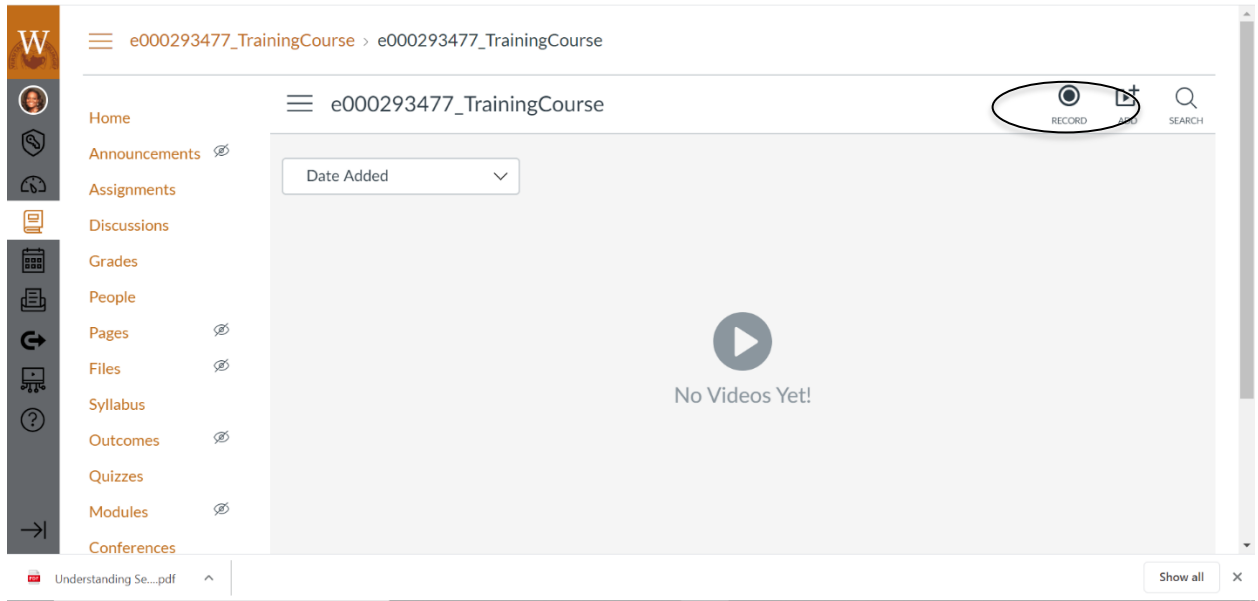 W
e000293477_TrainingCourse > e000293477_TrainingCourse
e000293477_TrainingCourse
RECORD
ADD
SEARCH
Date Added
Home
Announcements
Assignments
Discussions
Grades
People
Pages
Files
Syllabus
Outcomes
Quizzes
Modules
Conferences
No Videos Yet!
Understanding Se....pdf
Show all